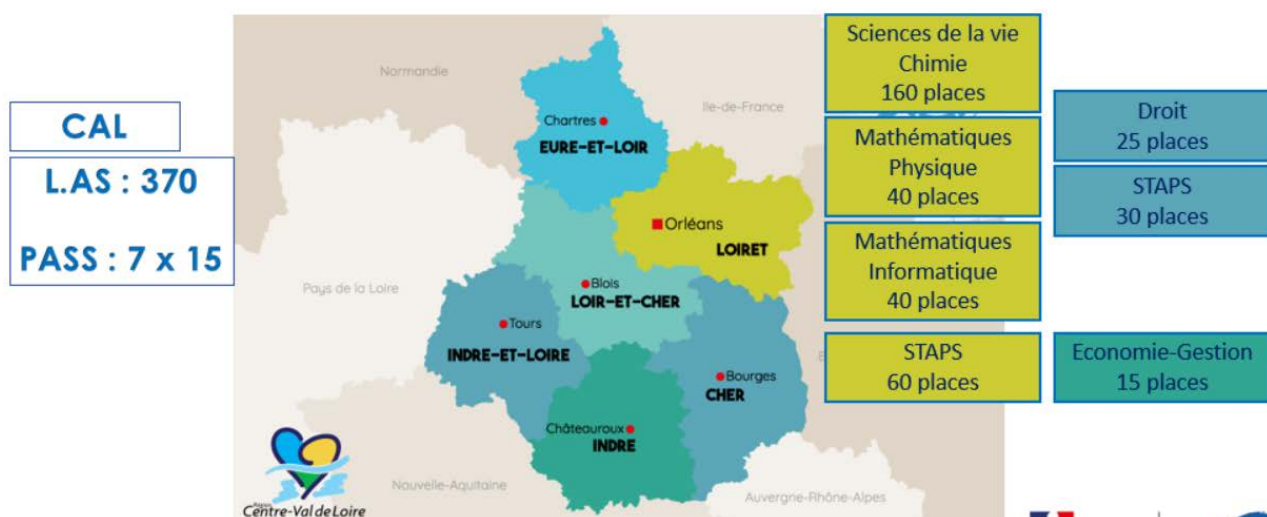 CAL
L.AS : 370
PASS : 7 x 15
Normandie
Ile-de-France
Chartres
EURE-ET-LOIR
Orléans
LOIRET
Pays de la Loire
Blois
LOIR-ET-CHER
Tours
INDRE-ET-LOIRE
Bourges
CHER
Châteauroux
INDRE
Nouvelle-Aquitaine
Auvergne-Rhône-Alpes
Centre-Val de Loire
Sciences de la vie
Chimie
160 places
Mathématiques
Physique
40 places
Mathématiques
Informatique
40 places
STAPS
60 places
Droit
25 places
STAPS
30 places
Economie-Gestion
15 places